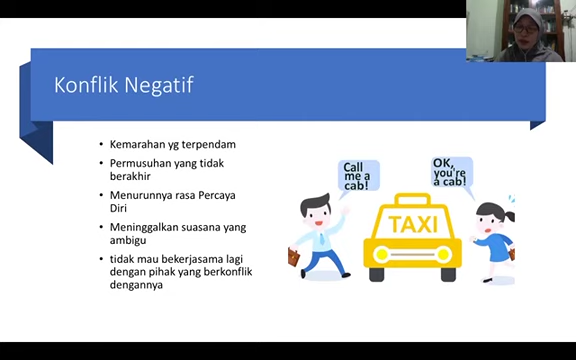 Konflik Negatif
• Kemarahan yg terpendam
• Permusuhan yang tidak
berakhir
• Menurunnya rasa Percaya
Diri
• Meninggalkan suasana yang
ambigu
• tidak mau bekerjasama lagi
dengan pihak yang berkonflik
dengannya
Call
me a
cab!
OK,
you're
a cab!
TAXI